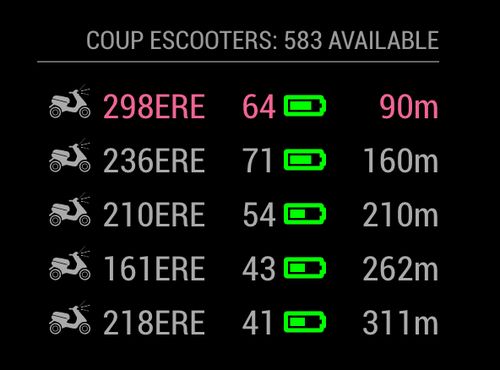 COUP ESCOOTERS: 583 AVAILABLE
298ERE 64 90m
236ERE 71 160m
210ERE 54 210m
161ERE 43 262m
218ERE 41 311m